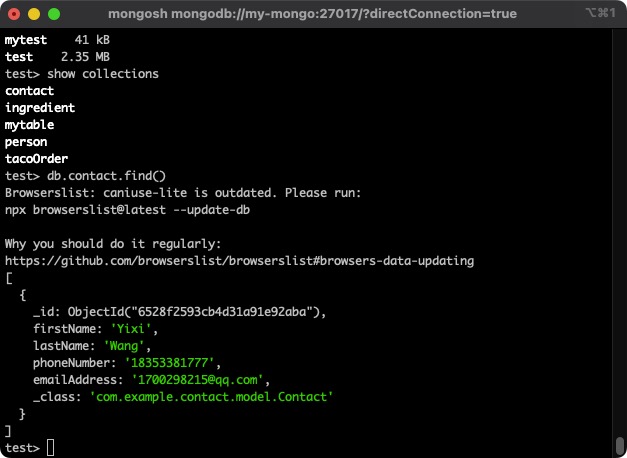 mongosh mongodb://my-mongo:27017/?directConnection=true
⌥⌘1
mytest    41 kB
test    2.35 MB
test> show collections
contact
ingredient
mytable
person
tacoOrder
test> db.contact.find()
Browserslist: caniuse-lite is outdated. Please run:
npx browserslist@latest --update-db
Why you should do it regularly:
https://github.com/browserslist/browserslist#browsers-data-updating
[
  {
    _id: ObjectId("6528f2593cb4d31a91e92aba"),
    firstName: 'Yixi',
    lastName: 'Wang',
    phoneNumber: '18353381777',
    emailAddress: '1700298215@qq.com',
    _class: 'com.example.contact.model.Contact'
  }
]
test>